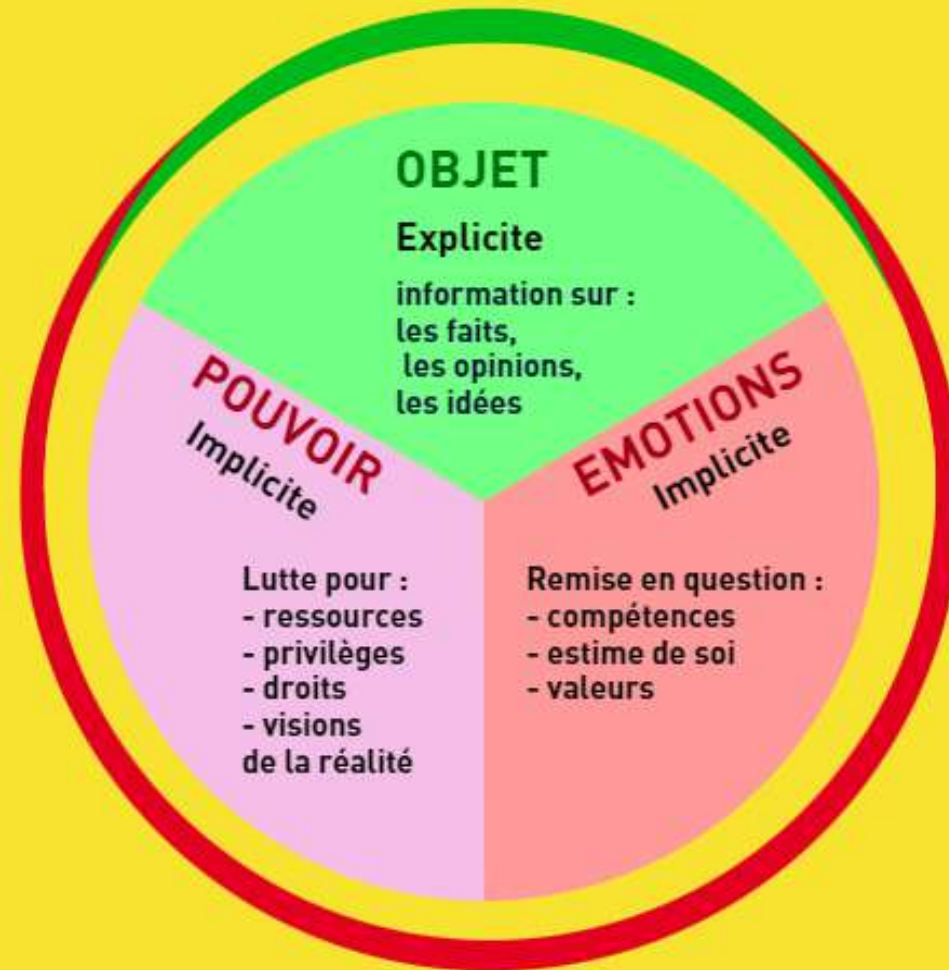 OBJET
Explicite
information sur :
les faits,
les opinions,
les idées
POUVOIR
Implicite
Lutte pour :
- ressources
- privilèges
- droits
- visions
de la réalité
EMOTIONS
Implicite
Remise en question :
- compétences
- estime de soi
- valeurs